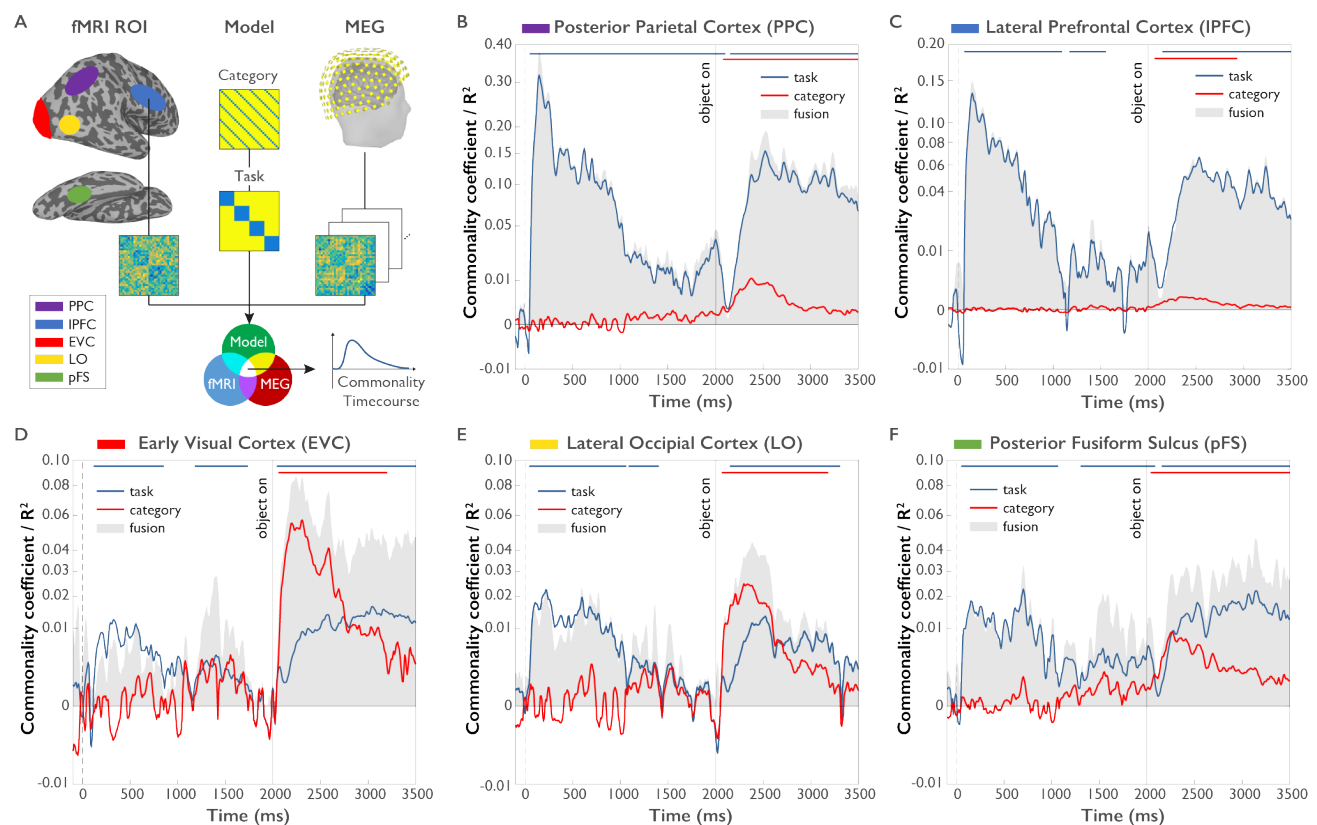 A
fMRI ROI
Model
MEG
Category
Task
PPC
lPFC
EVC
LO
pFS
Model
fMRI
MEG
Commonality
Timecourse
B
Posterior Parietal Cortex (PPC)
Commonality coefficient / R²
0.40
0.30
0.20
0.15
0.10
0.05
0.01
0
-0.01
object on
task
category
fusion
0
500
1000
1500
2000
2500
3000
3500
Time (ms)
C
Lateral Prefrontal Cortex (lPFC)
Commonality coefficient / R²
0.20
0.15
0.10
0.08
0.06
0.04
0.01
0
-0.01
object on
task
category
fusion
0
500
1000
1500
2000
2500
3000
3500
Time (ms)
D
Early Visual Cortex (EVC)
Commonality coefficient / R²
0.10
0.08
0.06
0.04
0.03
0.02
0.01
0
-0.01
task
category
fusion
object on
0
500
1000
1500
2000
2500
3000
3500
Time (ms)
E
Lateral Occipial Cortex (LO)
Commonality coefficient / R²
0.10
0.08
0.06
0.04
0.03
0.02
0.01
0
-0.01
task
category
fusion
object on
0
500
1000
1500
2000
2500
3000
3500
Time (ms)
F
Posterior Fusiform Sulcus (pFS)
Commonality coefficient / R²
0.10
0.08
0.06
0.04
0.03
0.02
0.01
0
-0.01
task
category
fusion
object on
0
500
1000
1500
2000
2500
3000
3500
Time (ms)